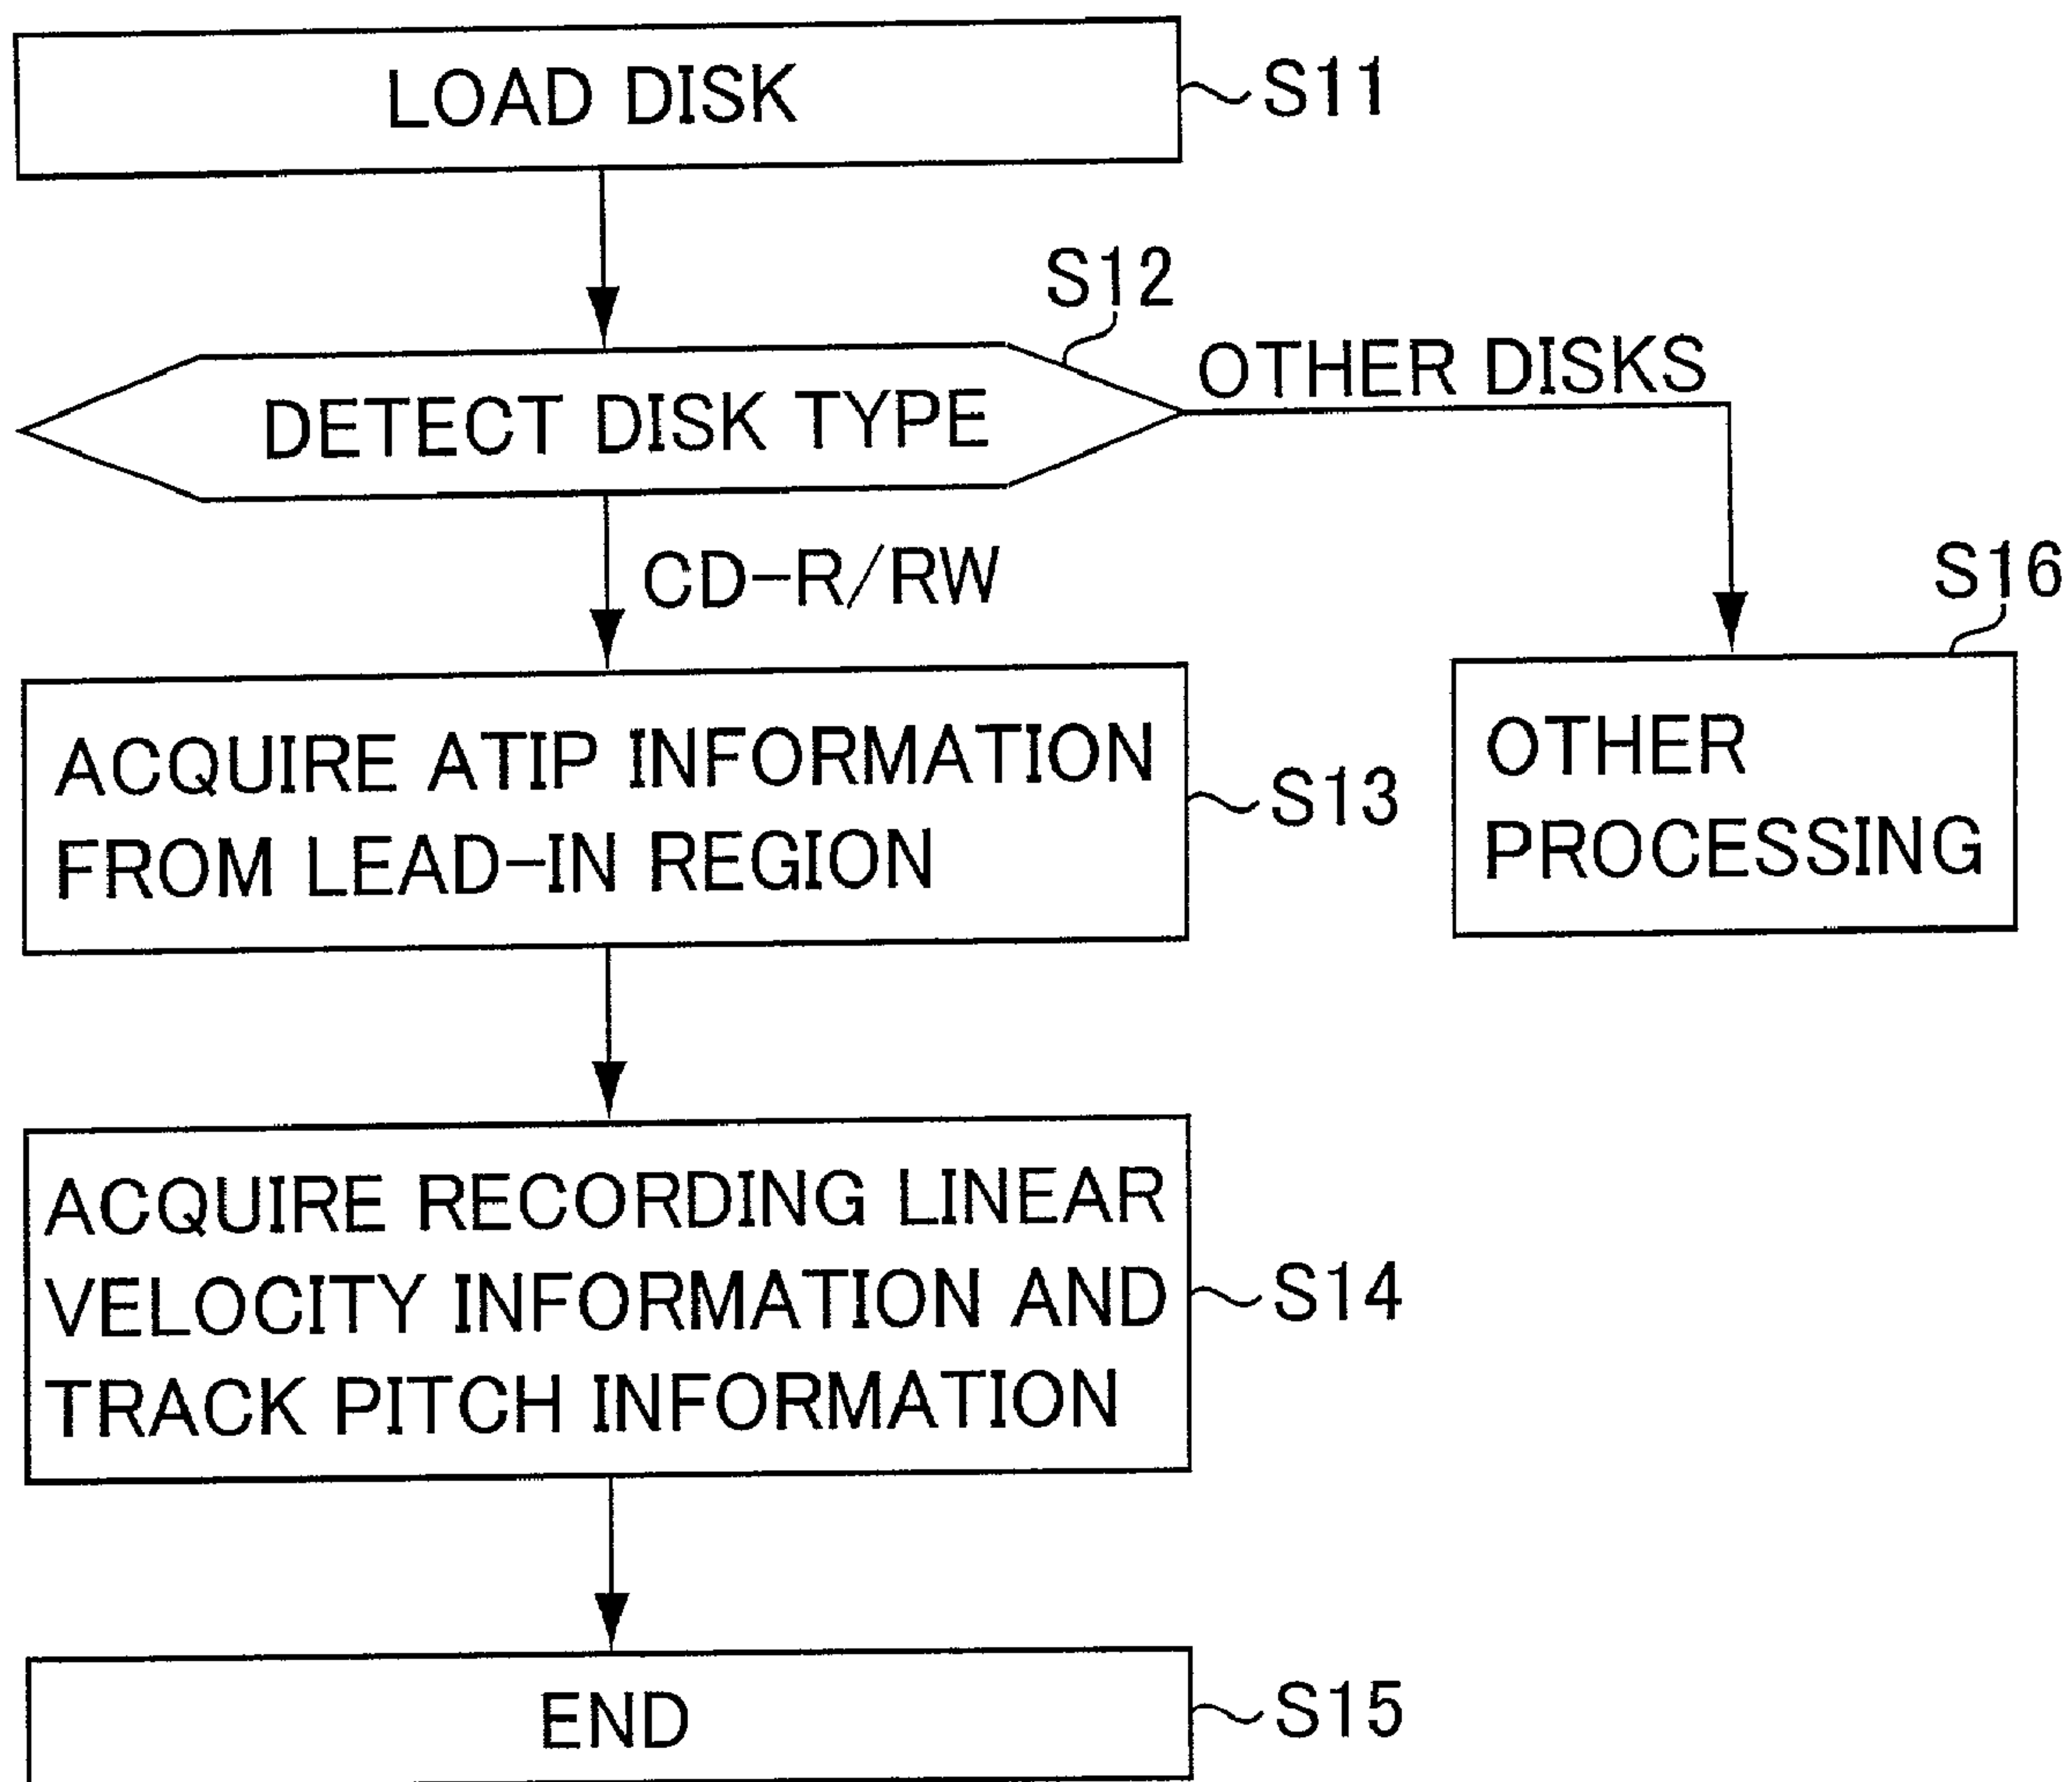 LOAD DISK
S11
S12
DETECT DISK TYPE
OTHER DISKS
CD-R/RW
S16
ACQUIRE ATIP INFORMATION
FROM LEAD-IN REGION
S13
OTHER
PROCESSING
ACQUIRE RECORDING LINEAR
VELOCITY INFORMATION AND
TRACK PITCH INFORMATION
S14
END
S15